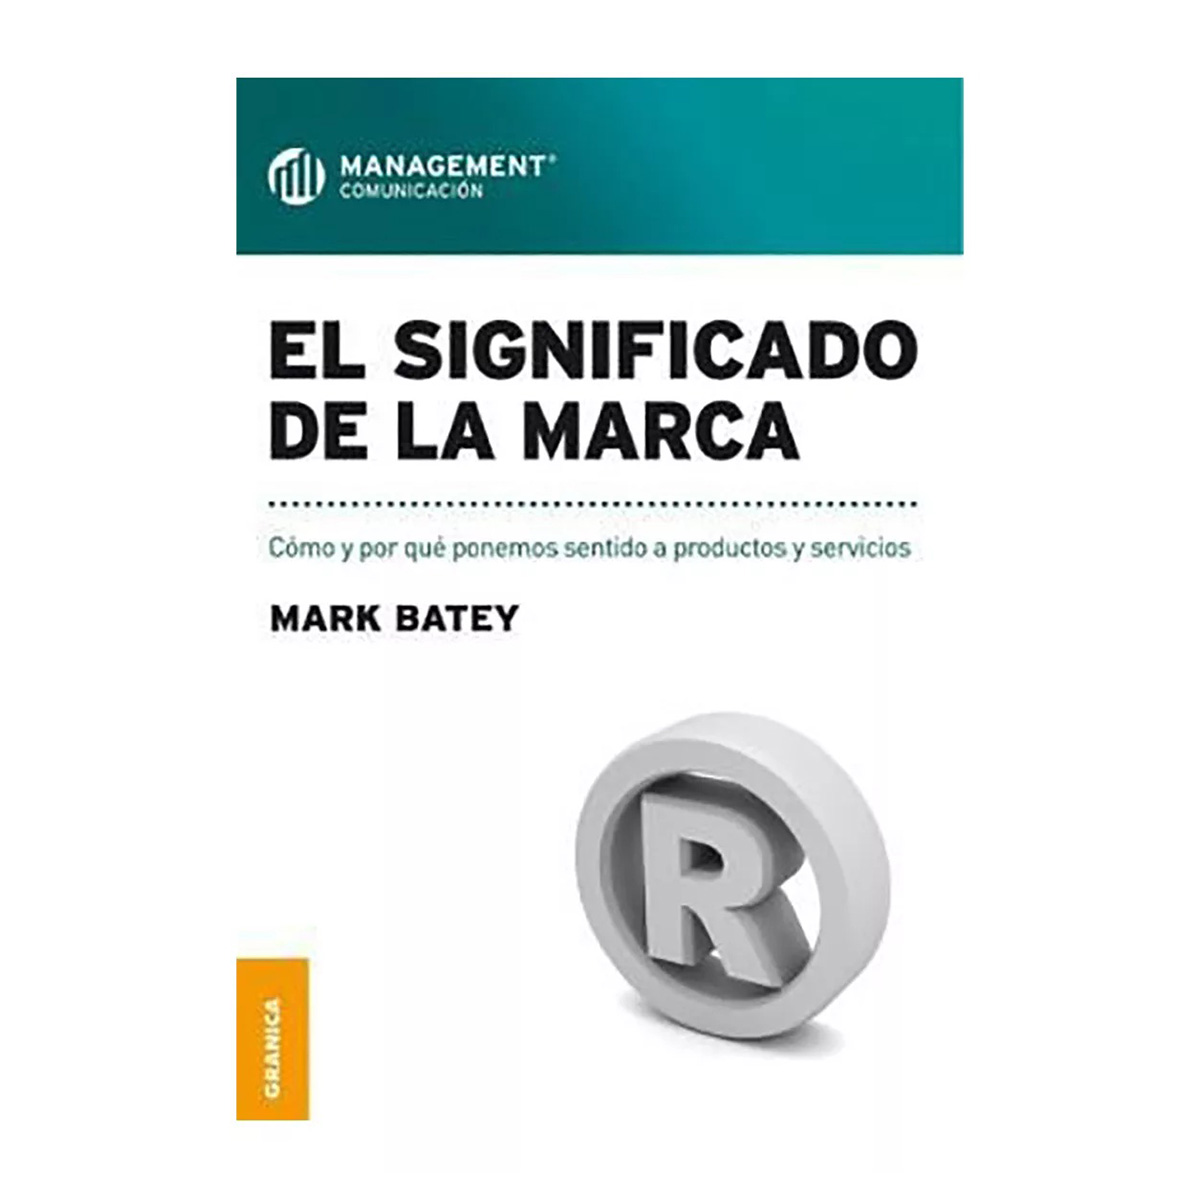 MANAGEMENT®
COMUNICACIÓN
EL SIGNIFICADO
DE LA MARCA
Cómo y por qué ponemos sentido a productos y servicios
MARK BATEY
R
GRANICA